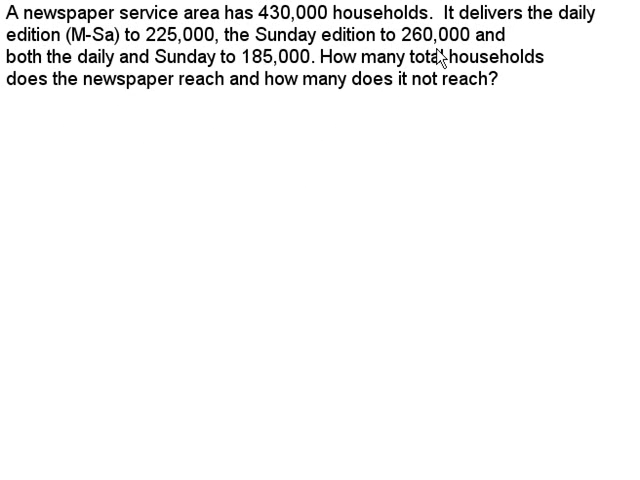 A newspaper service area has 430,000 households.  It delivers the daily
edition (M-Sa) to 225,000, the Sunday edition to 260,000 and
both the daily and Sunday to 185,000. How many total households
does the newspaper reach and how many does it not reach?